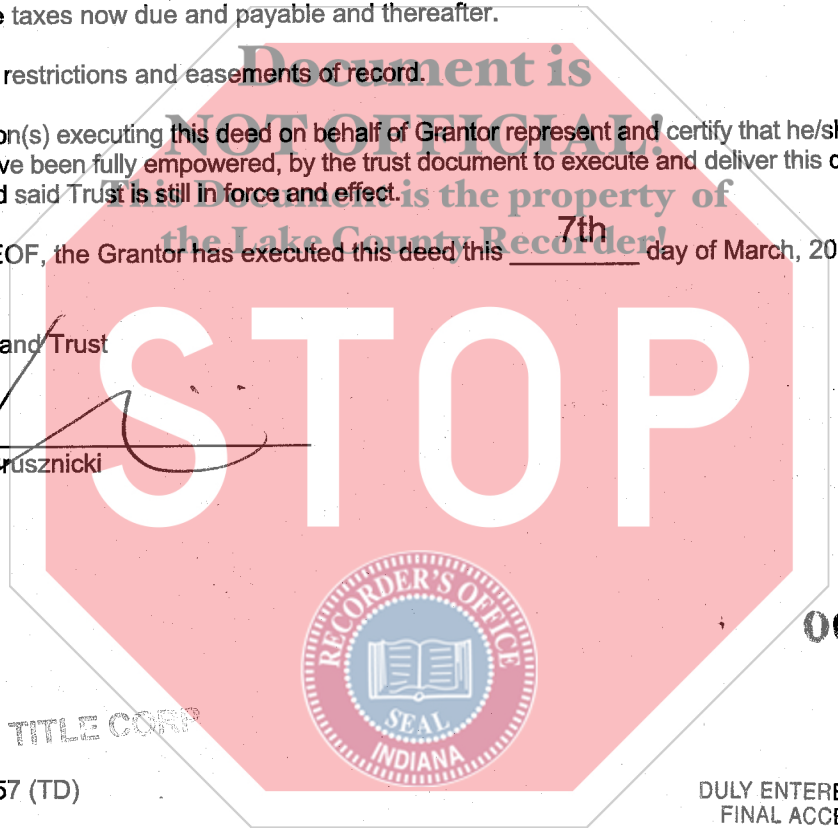 e taxes now due and payable and thereafter.
Document is
restrictions and easements of record.
NOT OFFICIAL!
on(s) executing this deed on behalf of Grantor represent and certify that he/sh
ve been fully empowered, by the trust document to execute and deliver this d
This Document is the property of
d said Trust is still in force and effect.
the Lake County Recorder!
EOF, the Grantor has executed this deed this 7th day of March, 20
and Trust
STOP
rusznicki
RECORDER'S OFFICE
SEAL
INDIANA
TITLE CORP
57 (TD)
DULY ENTERE
FINAL ACCE